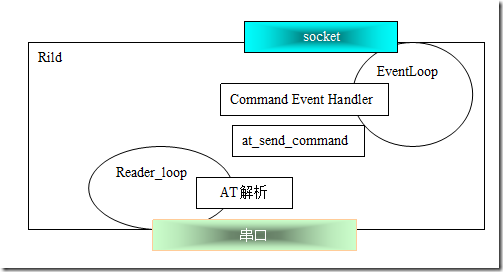 socket
Rild
EventLoop
Command Event Handler
at_send_command
Reader_loop
AT解析
串口